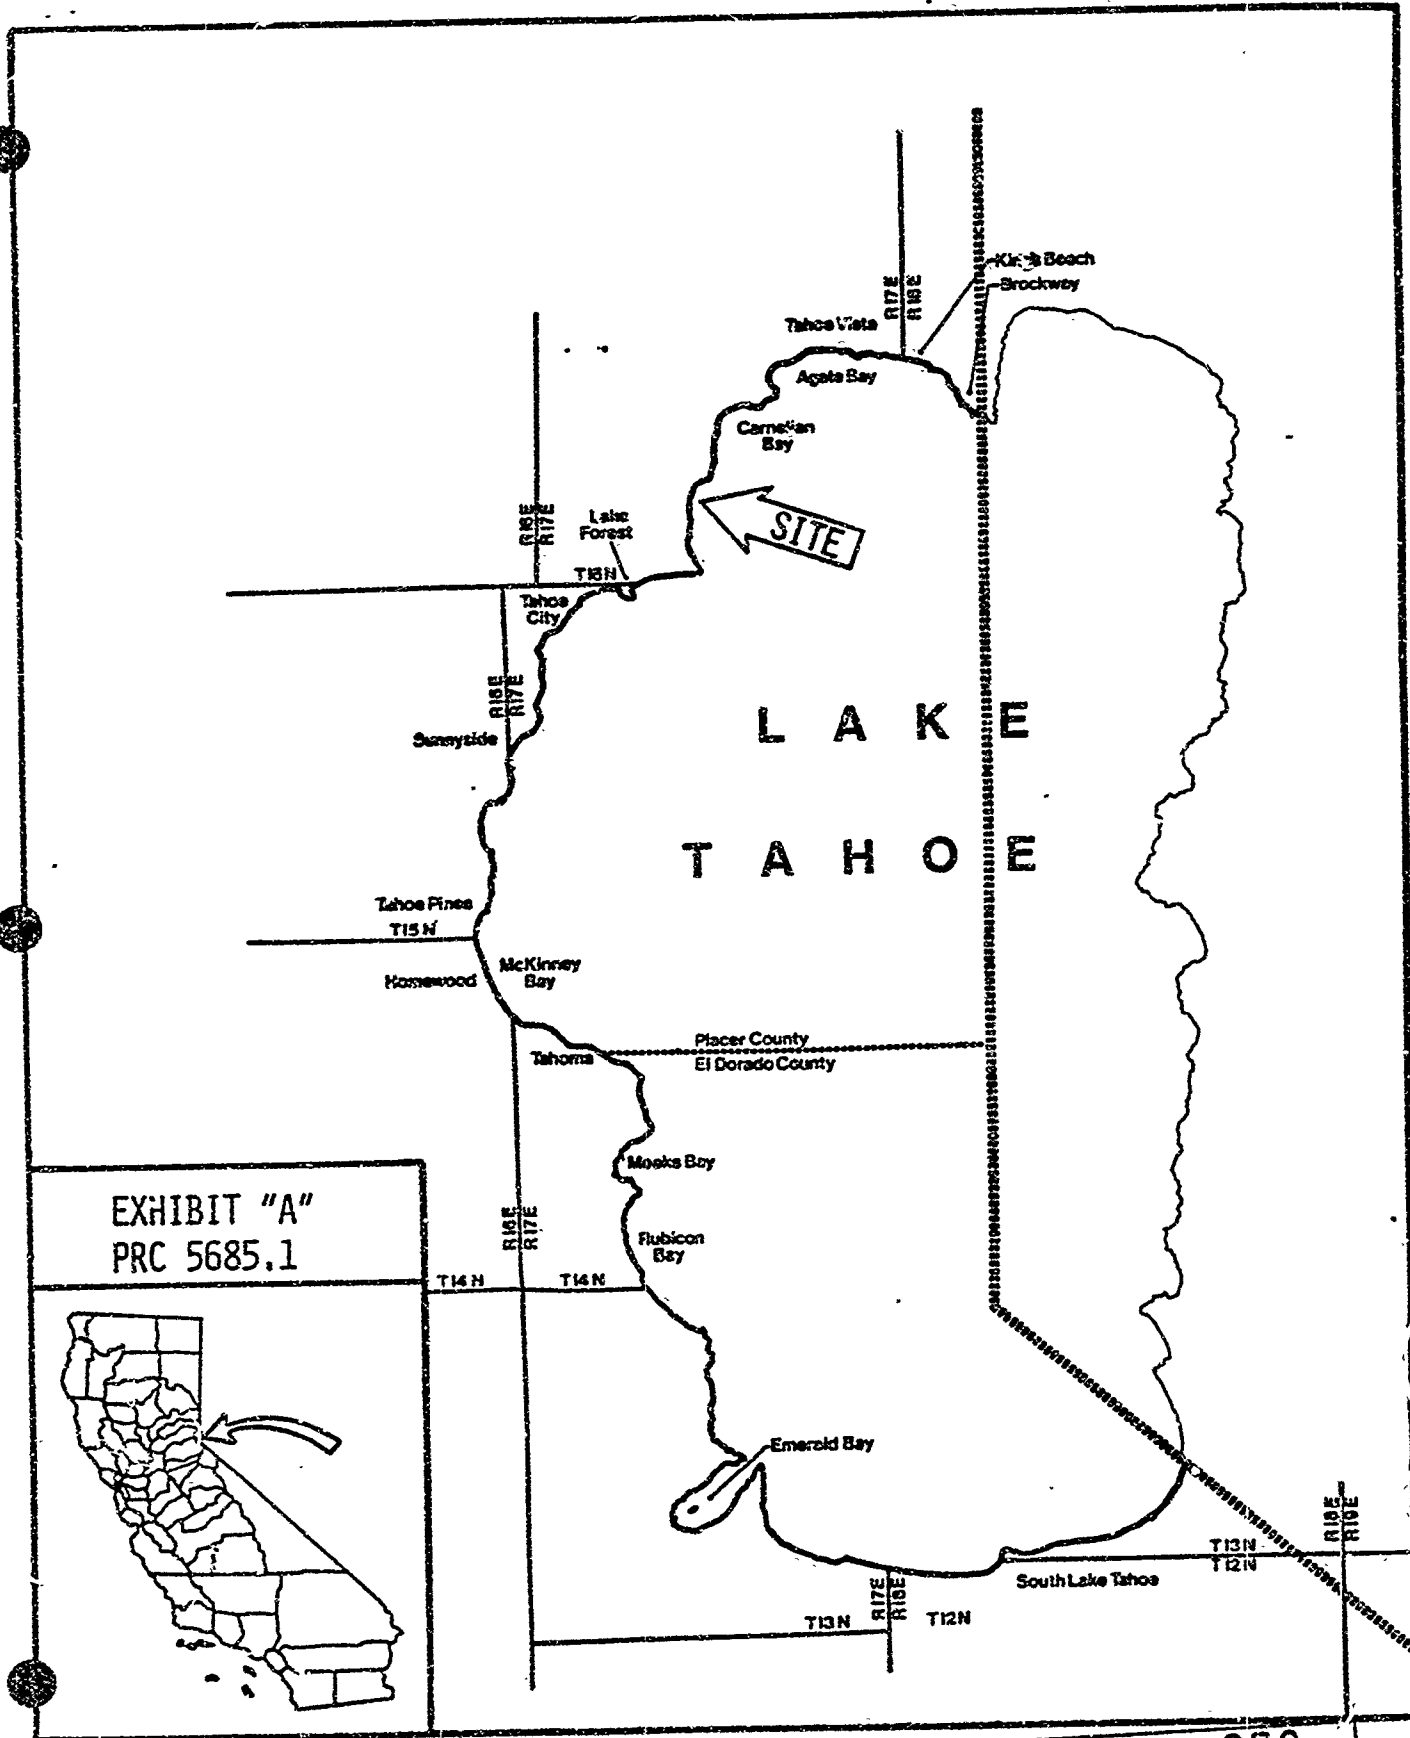 King's Beach
Brockway
R17E
R18E
Tahoe Vista
Agate Bay
Carnelian
Bay
SITE
R16E
R17E
Lake
Forest
T16N
Tahoe
City
R16E
R17E
Sunnyside
LAKE
TAHOE
Tahoe Pines
T15N
Homewood
McKinney
Bay
Placer County
El Dorado County
Tahoma
Meeks Bay
EXHIBIT "A"
PRC 5685.1
R16E
R17E
Rubicon
Bay
T14N
T14N
Emerald Bay
R18E
R19E
T13N
T12N
South Lake Tahoe
R17E
R18E
T13N
T12N